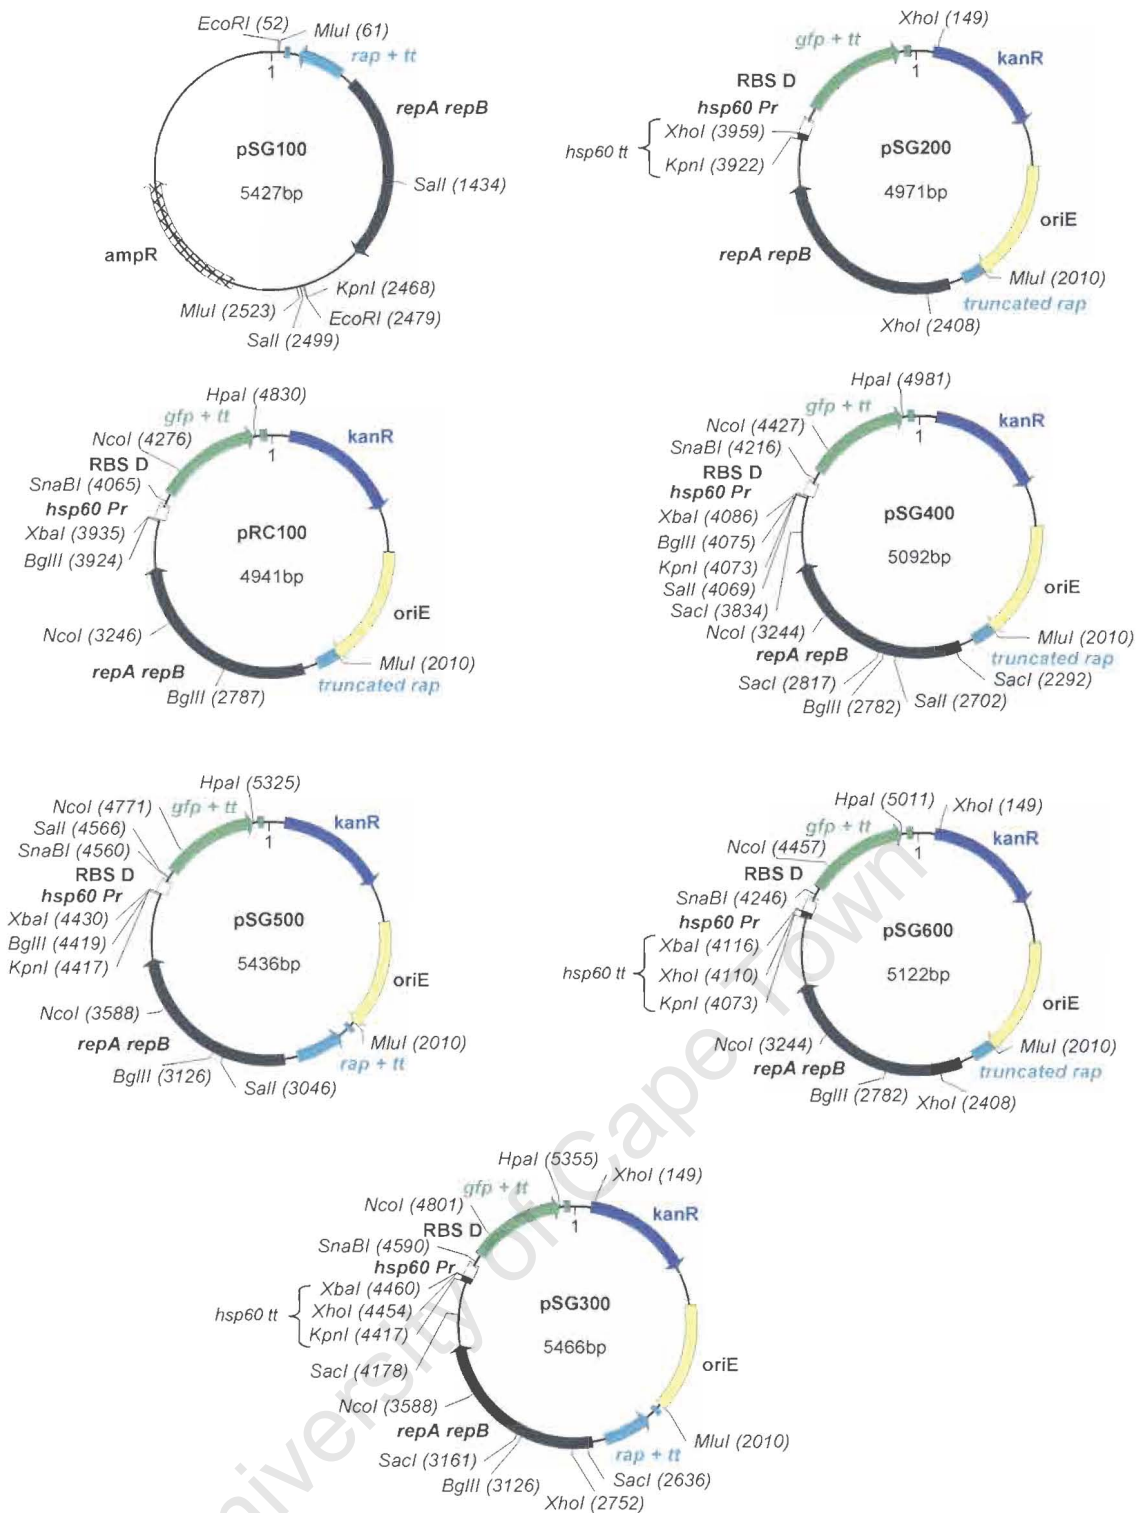 EcoRI (52)
MluI (61)
1
rap + tt
repA repB
pSG100
5427bp
SalI (1434)
ampR
KpnI (2468)
MluI (2523)
EcoRI (2479)
SalI (2499)
XhoI (149)
gfp + tt
1
kanR
RBS D
hsp60 Pr
hsp60 tt
XhoI (3959)
KpnI (3922)
pSG200
4971bp
oriE
repA repB
MluI (2010)
truncated rap
XhoI (2408)
HpaI (4830)
gfp + tt
NcoI (4276)
1
kanR
RBS D
SnaBI (4065)
hsp60 Pr
XbaI (3935)
BglII (3924)
pRC100
4941bp
oriE
NcoI (3246)
MluI (2010)
repA repB
truncated rap
BglII (2787)
HpaI (4981)
gfp + tt
NcoI (4427)
1
kanR
SnaBI (4216)
RBS D
hsp60 Pr
XbaI (4086)
BglII (4075)
KpnI (4073)
SalI (4069)
SacI (3834)
pSG400
5092bp
oriE
NcoI (3244)
MluI (2010)
repA repB
truncated rap
SacI (2817)
SacI (2292)
BglII (2782)
SalI (2702)
HpaI (5325)
NcoI (4771)
gfp + tt
SalI (4566)
1
kanR
SnaBI (4560)
RBS D
hsp60 Pr
XbaI (4430)
BglII (4419)
KpnI (4417)
pSG500
5436bp
oriE
NcoI (3588)
MluI (2010)
repA repB
rap + tt
BglII (3126)
SalI (3046)
HpaI (5011)
XhoI (149)
gfp + tt
NcoI (4457)
1
kanR
RBS D
SnaBI (4246)
hsp60 Pr
hsp60 tt
XbaI (4116)
XhoI (4110)
KpnI (4073)
pSG600
5122bp
oriE
NcoI (3244)
MluI (2010)
repA repB
truncated rap
BglII (2782)
XhoI (2408)
HpaI (5355)
XhoI (149)
gfp + tt
NcoI (4801)
1
kanR
RBS D
SnaBI (4590)
hsp60 Pr
hsp60 tt
XbaI (4460)
XhoI (4454)
KpnI (4417)
pSG300
5466bp
SacI (4178)
oriE
NcoI (3588)
repA repB
MluI (2010)
SacI (3161)
rap + tt
BglII (3126)
SacI (2636)
XhoI (2752)
University of Cape Town